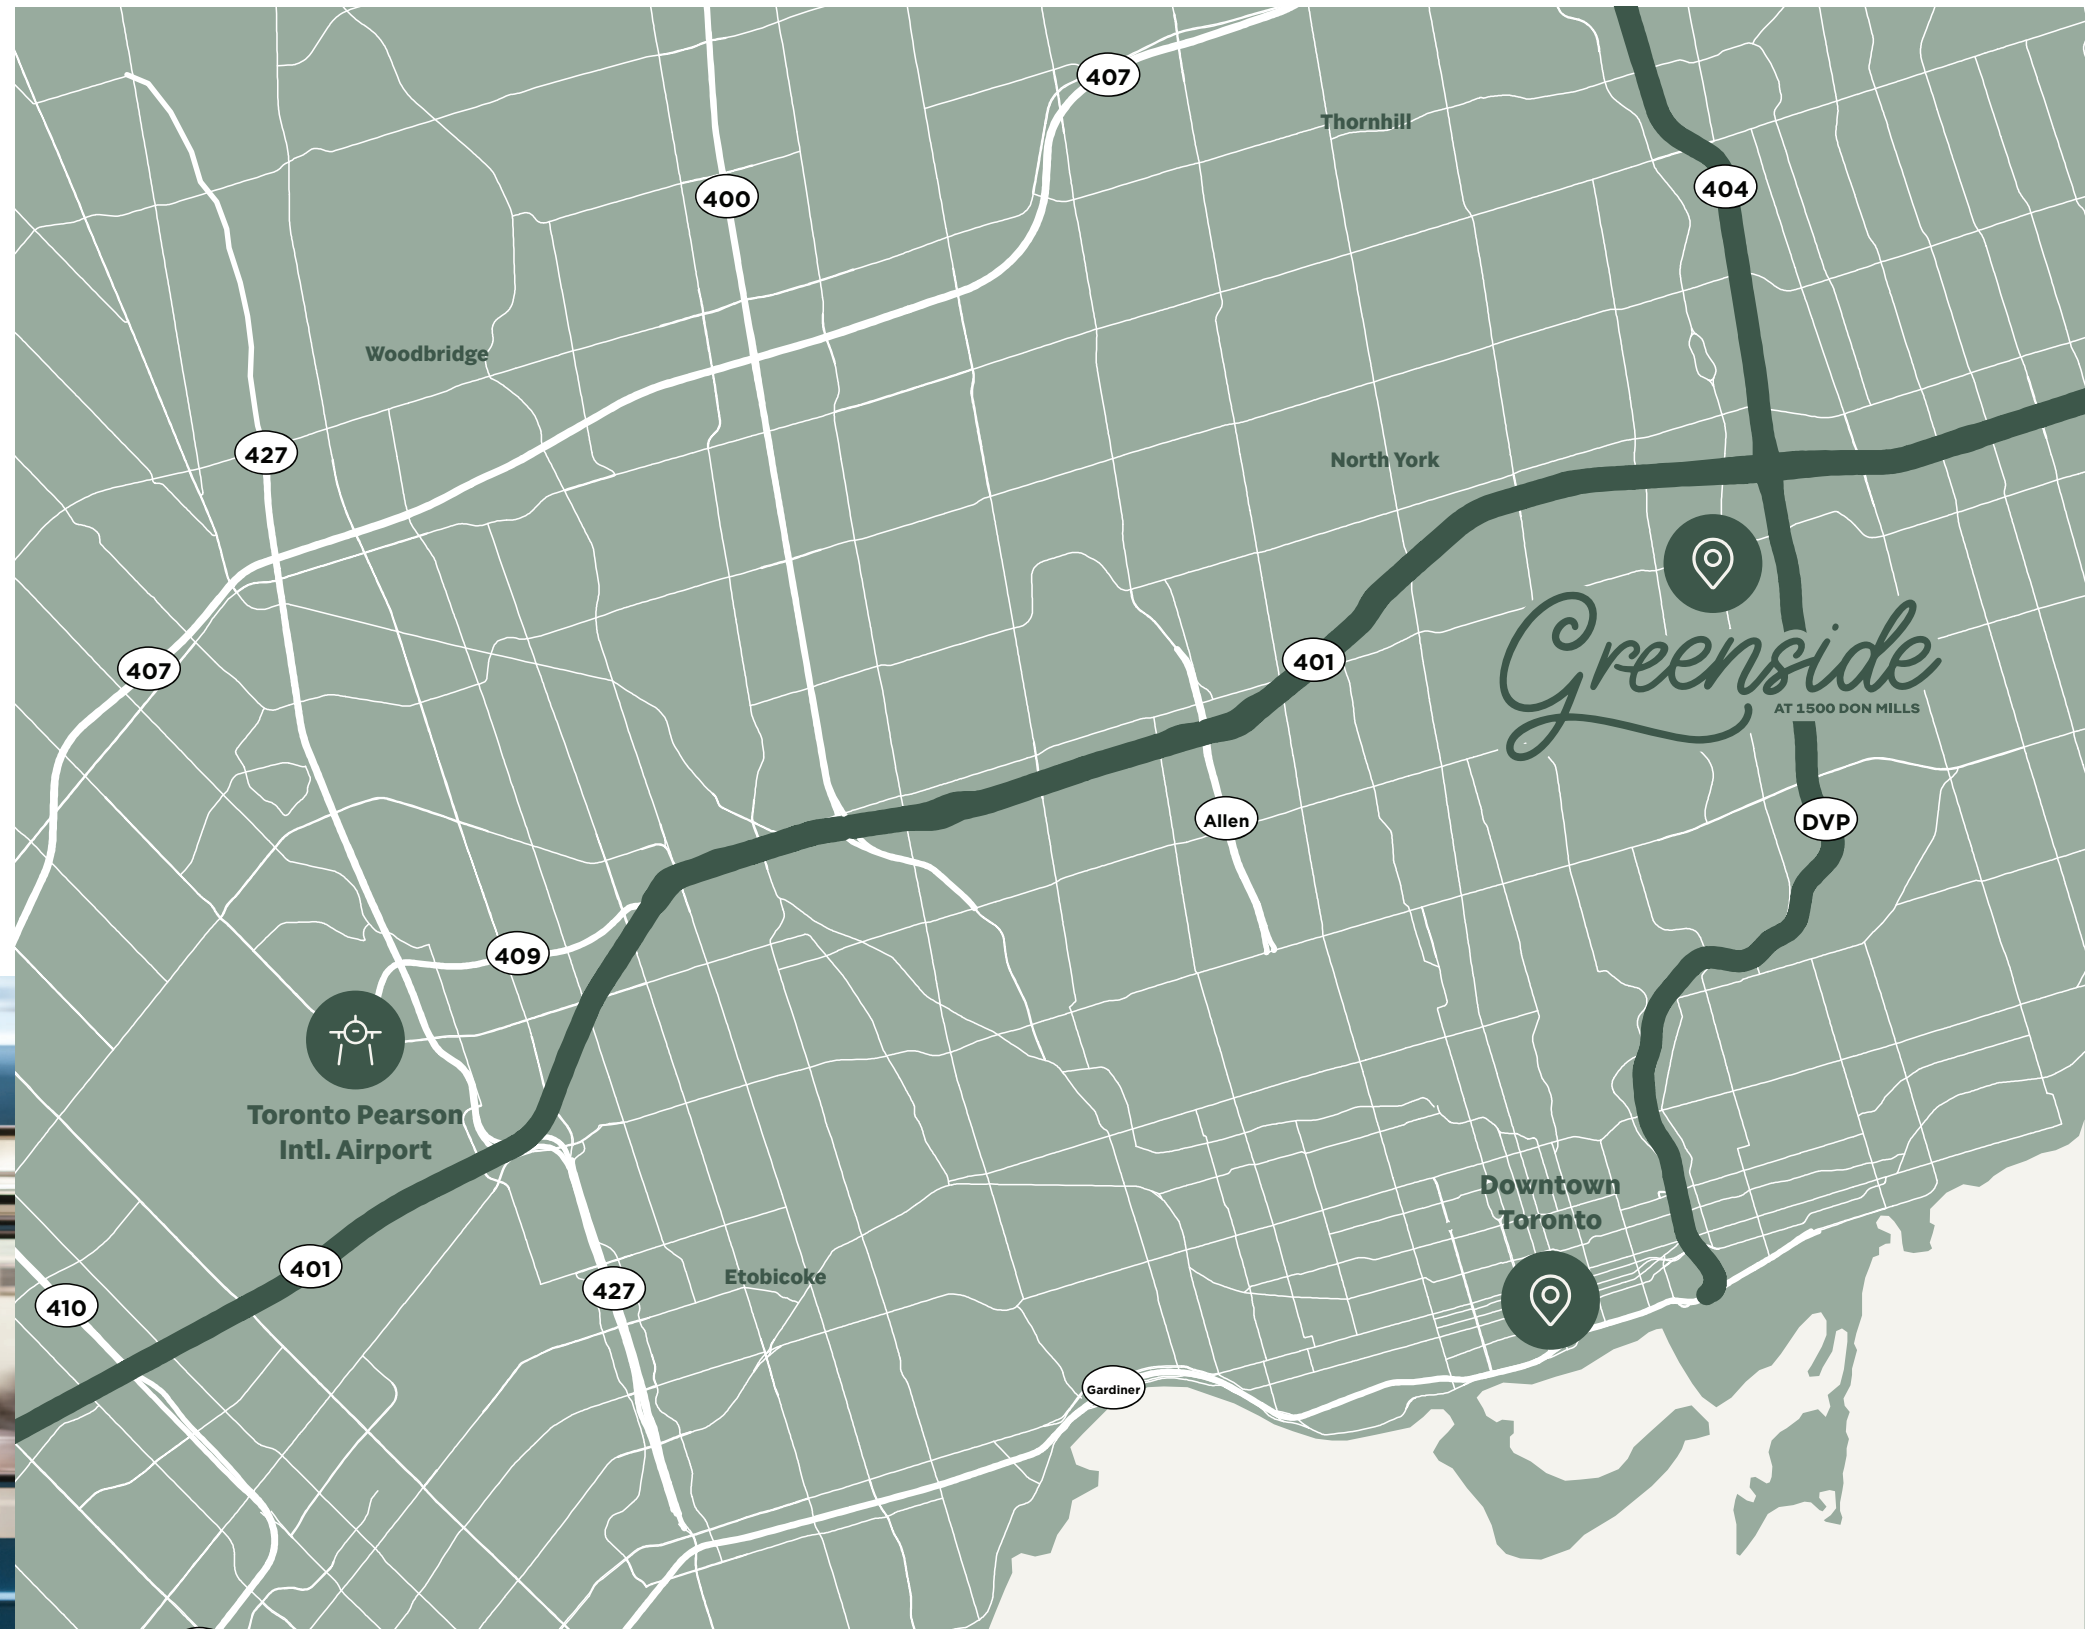 407
Thornhill
404
400
Woodbridge
427
North York
407
401
Greenside
AT 1500 DON MILLS
Allen
DVP
409
Toronto Pearson
Intl. Airport
Downtown
Toronto
401
Etobicoke
427
410
Gardiner